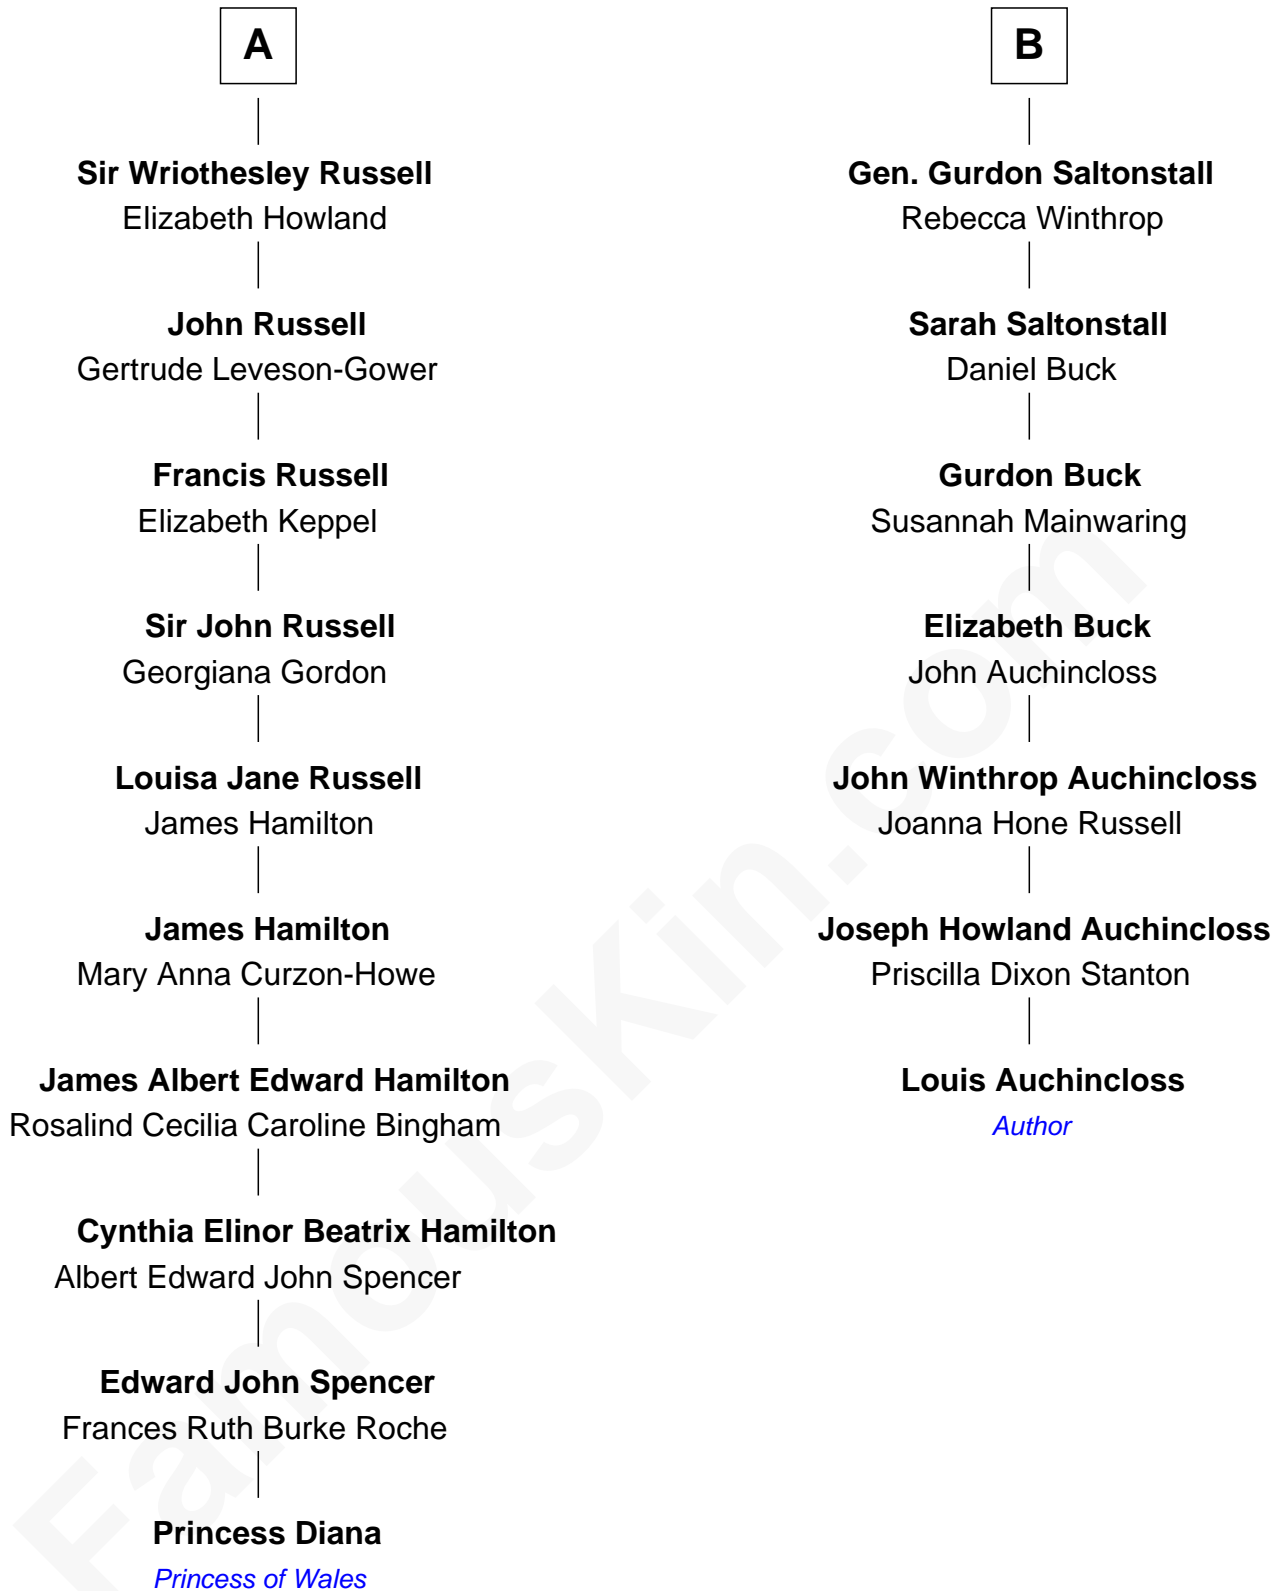 A
Sir Wriothesley Russell
Elizabeth Howland
John Russell
Gertrude Leveson-Gower
Francis Russell
Elizabeth Keppel
Sir John Russell
Georgiana Gordon
Louisa Jane Russell
James Hamilton
James Hamilton
Mary Anna Curzon-Howe
James Albert Edward Hamilton
Rosalind Cecilia Caroline Bingham
Cynthia Elinor Beatrix Hamilton
Albert Edward John Spencer
Edward John Spencer
Frances Ruth Burke Roche
Princess Diana
Princess of Wales
B
Gen. Gurdon Saltonstall
Rebecca Winthrop
Sarah Saltonstall
Daniel Buck
Gurdon Buck
Susannah Mainwaring
Elizabeth Buck
John Auchincloss
John Winthrop Auchincloss
Joanna Hone Russell
Joseph Howland Auchincloss
Priscilla Dixon Stanton
Louis Auchincloss
Author
FamousKin.com